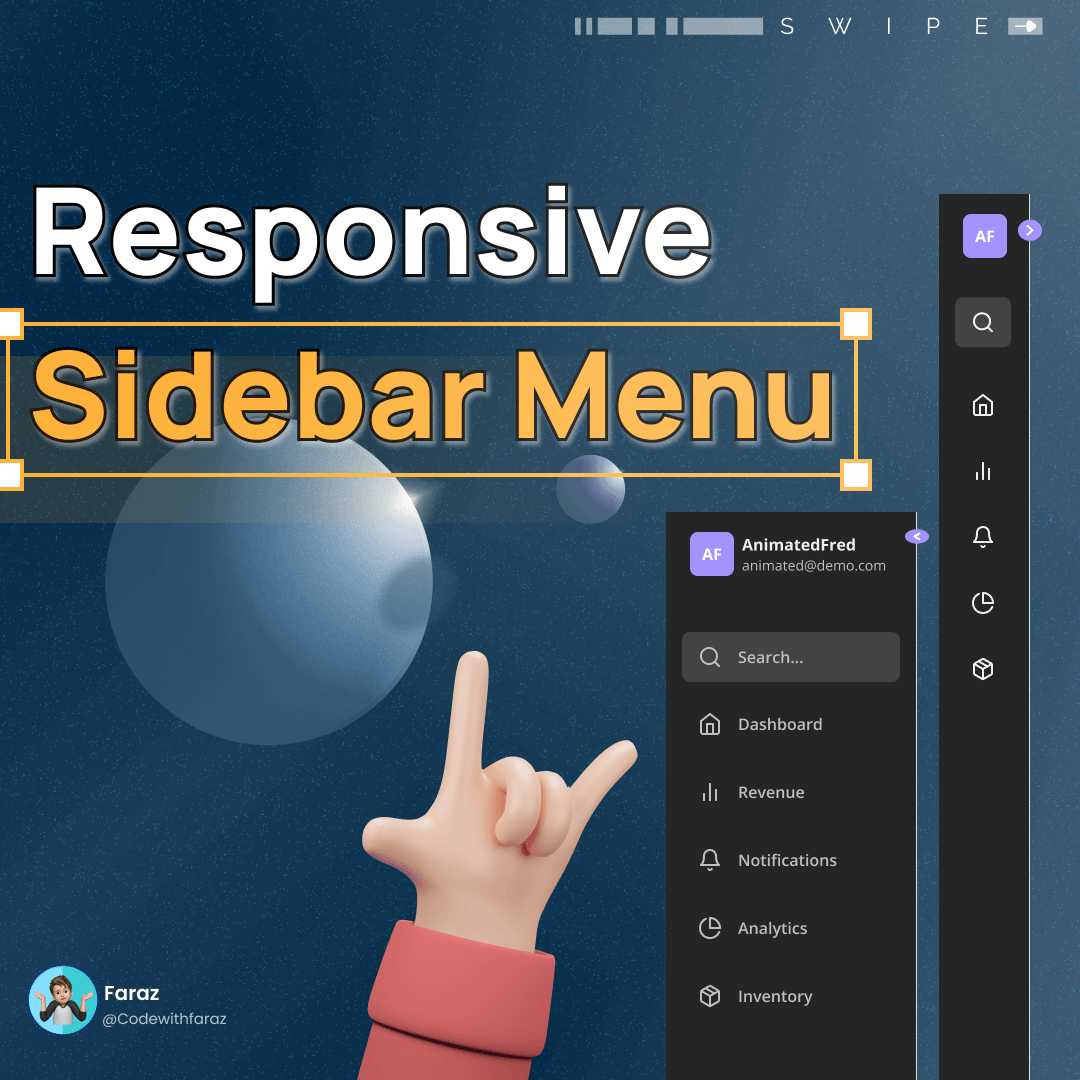 SWIPE
Responsive
Sidebar Menu
AF
AF
AnimatedFred
animated@demo.com
Search...
Dashboard
Revenue
Notifications
Analytics
Inventory
Faraz
@Codewithfaraz